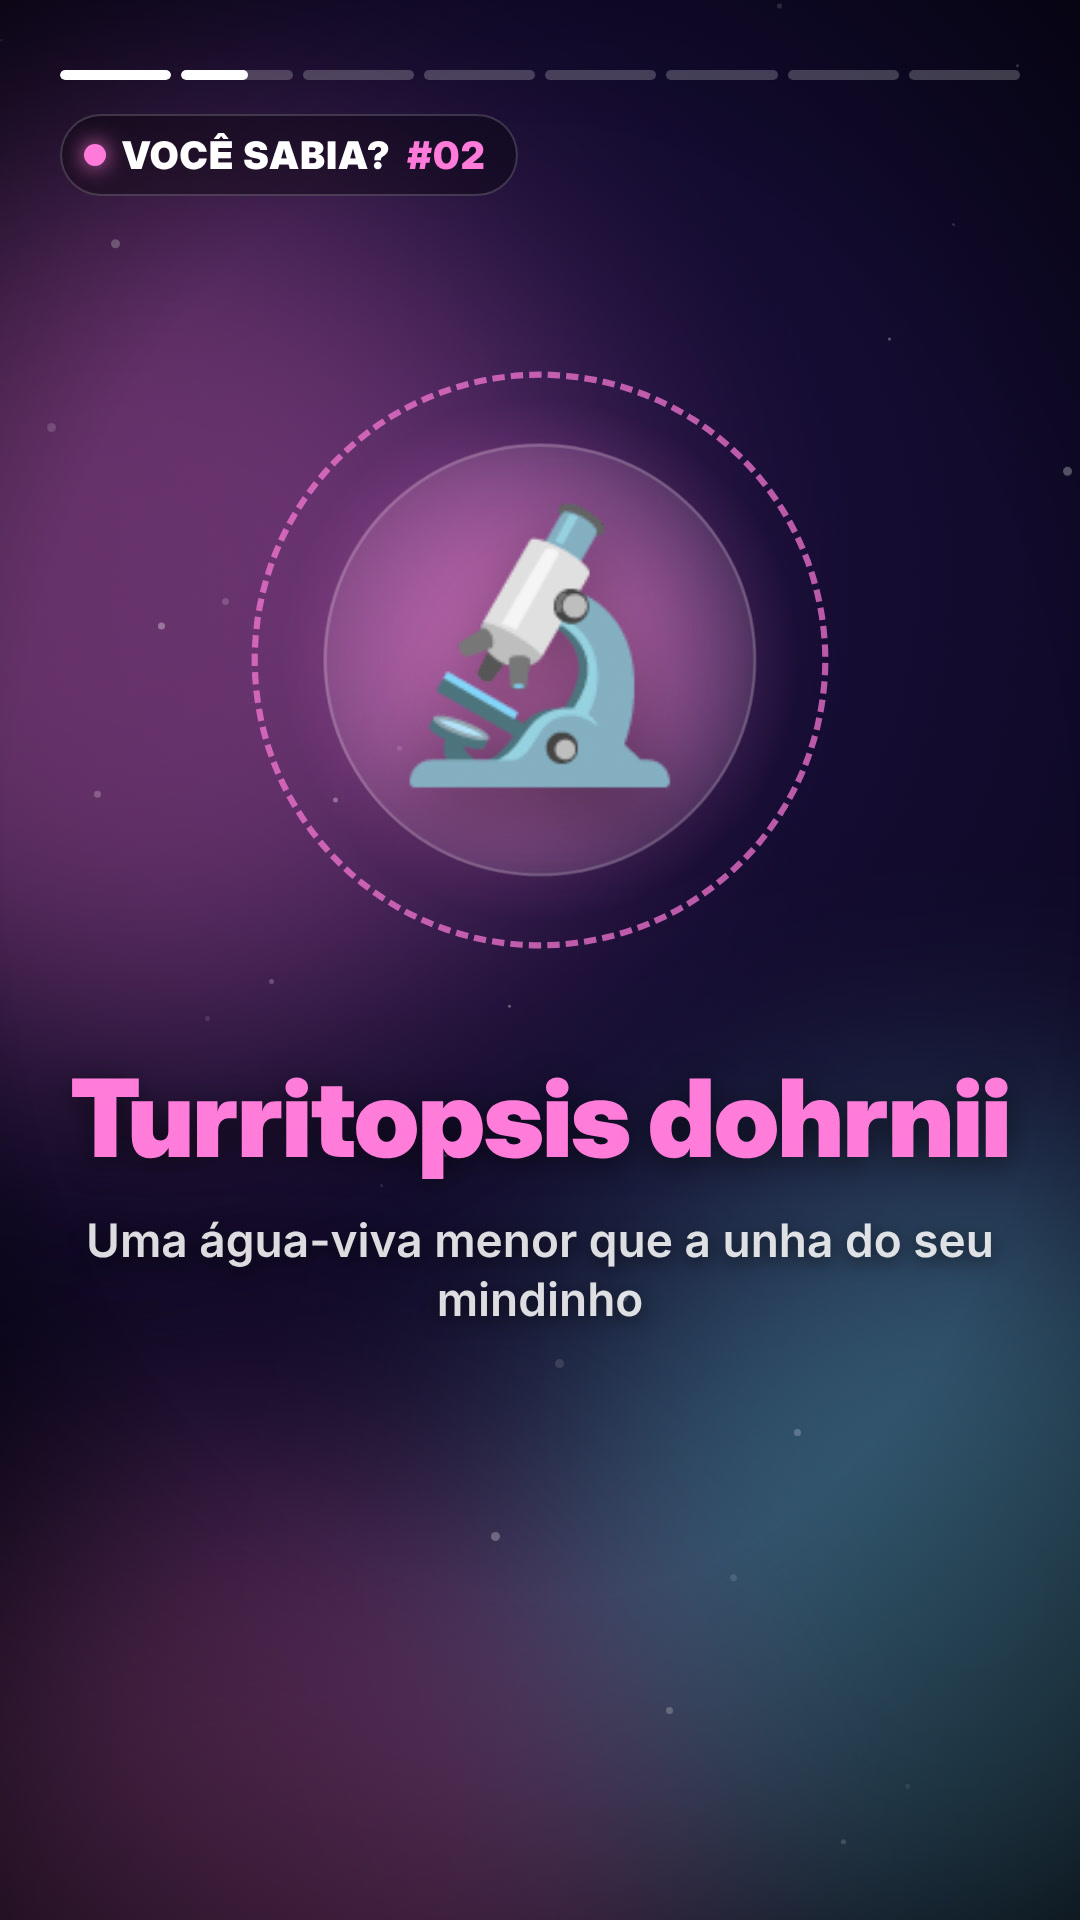 VOCÊ SABIA? #02
Turritopsis dohrnii
Uma água-viva menor que a unha do seu
mindinho